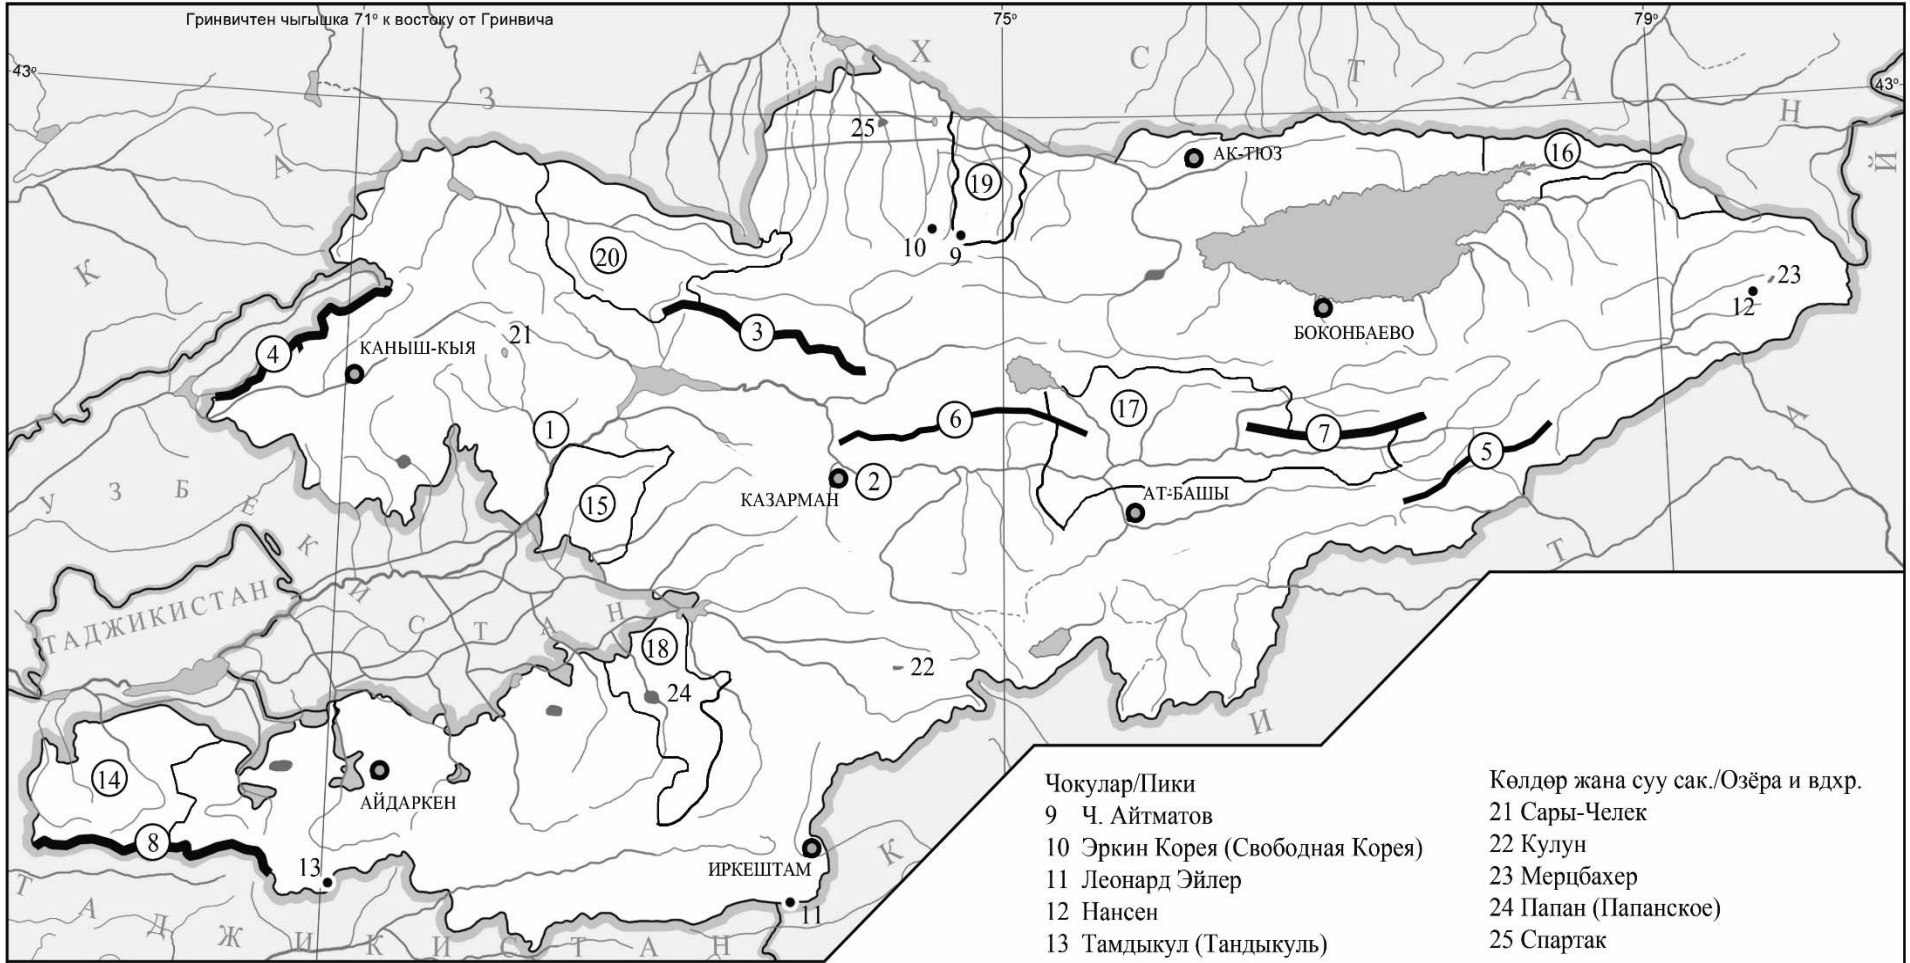 Гринвичтен чыгышка 71° к востоку от Гринвича
75°
79°
43°
43°
К А З А Х С Т А Н
К И Т А Й
У З Б Е К И С Т А Н
ТАДЖИКИСТАН
Т А Д Ж И К И С Т А Н
25
АК-ТЮЗ
16
19
20
10
9
23
12
БОКОНБАЕВО
21
3
4
КАНЫШ-КЫЯ
17
6
1
7
5
2
КАЗАРМАН
АТ-БАШЫ
15
18
22
24
14
АЙДАРКЕН
8
13
ИРКЕШТАМ
11
Чокулар/Пики
9 Ч. Айтматов
10 Эркин Корея (Свободная Корея)
11 Леонард Эйлер
12 Нансен
13 Тамдыкул (Тандыкуль)
Көлдөр жана суу сак./Озёра и вдхр.
21 Сары-Челек
22 Кулун
23 Мерцбахер
24 Папан (Папанское)
25 Спартак